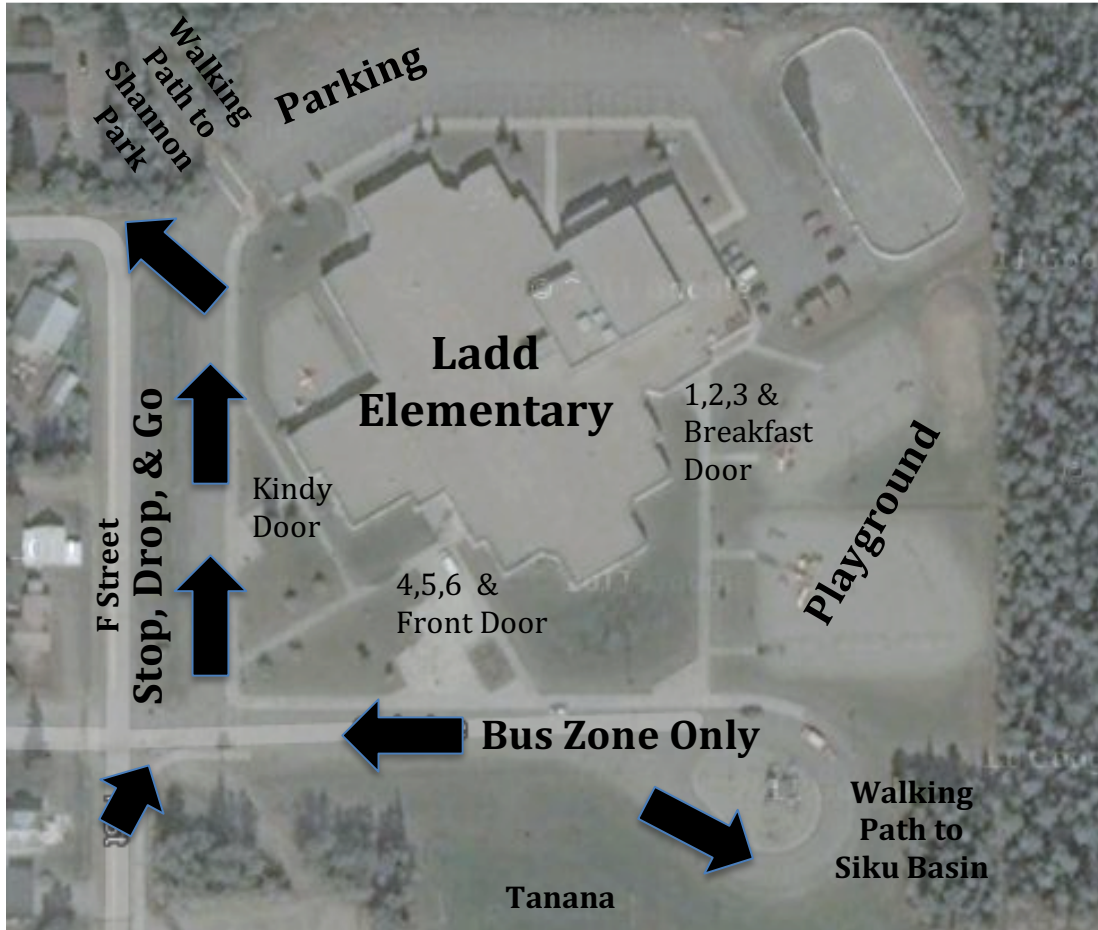 Walking
Path to
Shannon
Park
Parking
Ladd
Elementary
1,2,3 &
Breakfast
Door
Playground
Kindy
Door
F Street
Stop, Drop, & Go
4,5,6 &
Front Door
Bus Zone Only
Walking
Path to
Siku Basin
Tanana